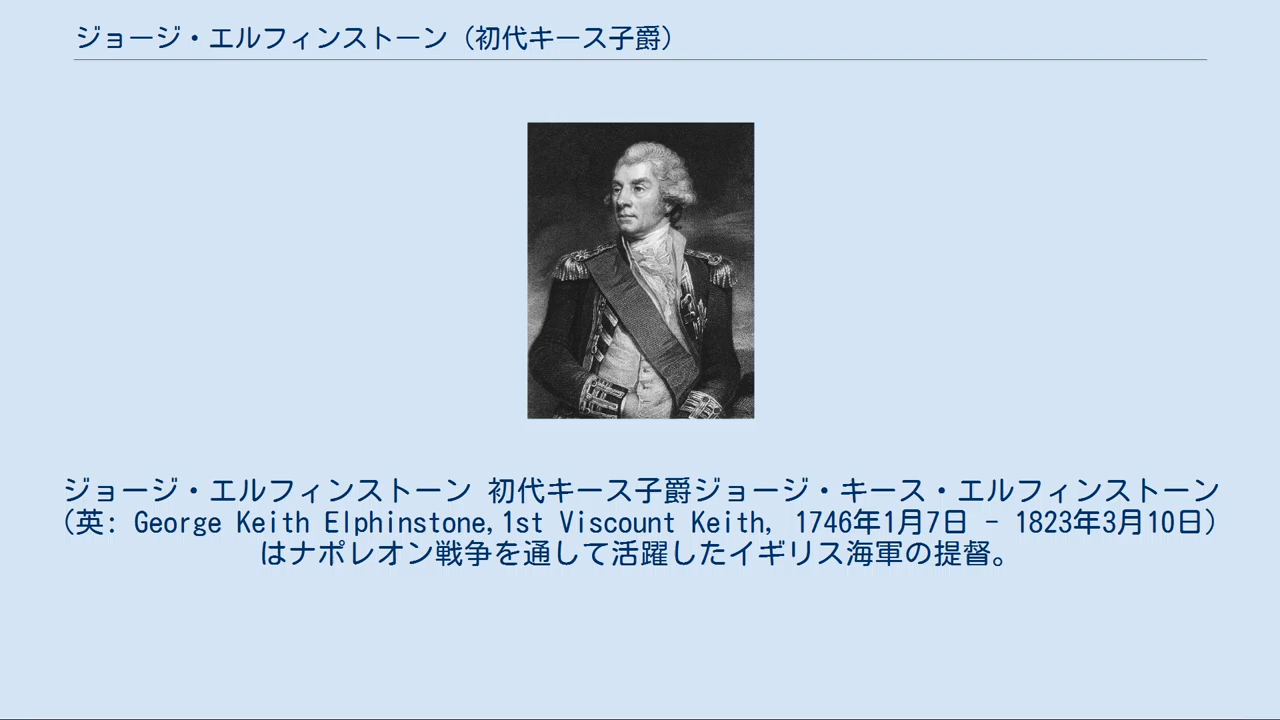 ジョージ・エルフィンストーン（初代キース子爵）
ジョージ・エルフィンストーン 初代キース子爵ジョージ・キース・エルフィンストーン
（英: George Keith Elphinstone,1st Viscount Keith, 1746年1月7日 - 1823年3月10日）
はナポレオン戦争を通して活躍したイギリス海軍の提督。